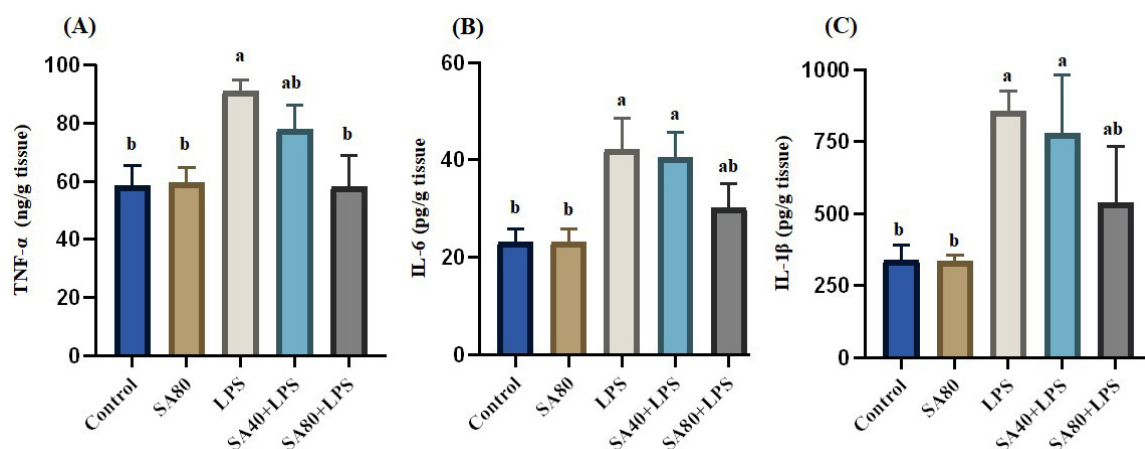 (A)
TNF-α (ng/g tissue)
100
80
60
40
20
0
b
b
a
ab
b
Control
SA80
LPS
SA40+LPS
SA80+LPS
(B)
IL-6 (pg/g tissue)
60
40
20
0
b
b
a
a
ab
Control
SA80
LPS
SA40+LPS
SA80+LPS
(C)
IL-1β (pg/g tissue)
1000
750
500
250
0
b
b
a
a
ab
Control
SA80
LPS
SA40+LPS
SA80+LPS